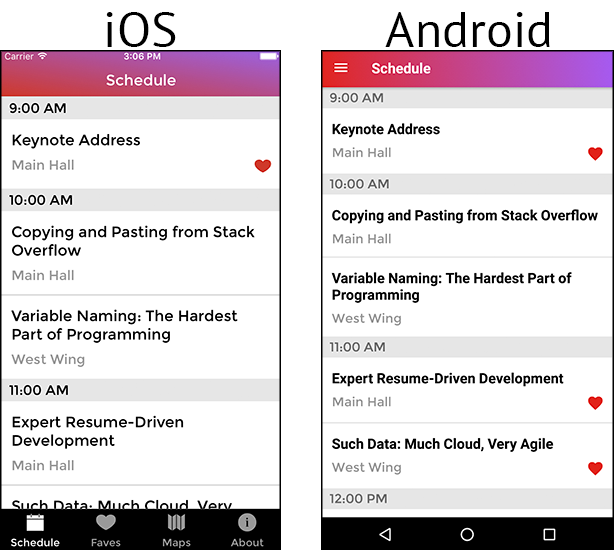 iOS
Carrier
3:06 PM
Schedule
9:00 AM
Keynote Address
Main Hall
10:00 AM
Copying and Pasting from Stack
Overflow
Main Hall
Variable Naming: The Hardest
Part of Programming
West Wing
11:00 AM
Expert Resume-Driven
Development
Main Hall
Such Data: Much Cloud, Very
Schedule
Faves
Maps
About
Android
Schedule
9:00 AM
Keynote Address
Main Hall
10:00 AM
Copying and Pasting from Stack Overflow
Main Hall
Variable Naming: The Hardest Part of
Programming
West Wing
11:00 AM
Expert Resume-Driven Development
Main Hall
Such Data: Much Cloud, Very Agile
West Wing
12:00 PM